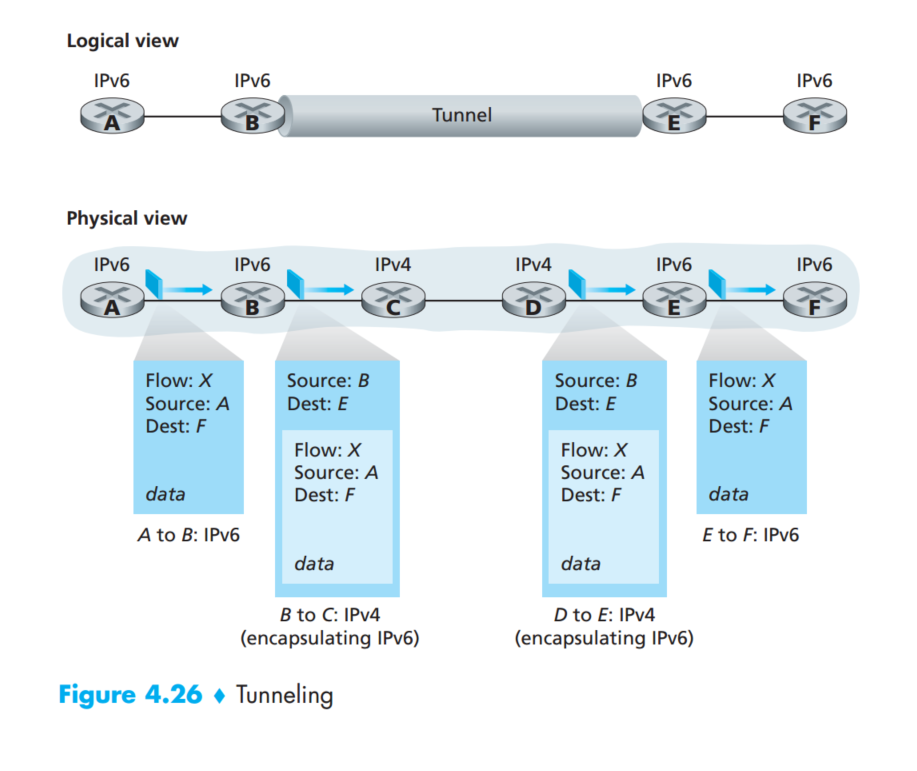 Logical view
IPv6 IPv6 IPv6 IPv6
A B Tunnel E F
Physical view
IPv6 IPv6 IPv4 IPv4 IPv6 IPv6
A B C D E F
Flow: X
Source: A
Dest: F
data
A to B: IPv6
Source: B
Dest: E
Flow: X
Source: A
Dest: F
data
B to C: IPv4
(encapsulating IPv6)
Source: B
Dest: E
Flow: X
Source: A
Dest: F
data
D to E: IPv4
(encapsulating IPv6)
Flow: X
Source: A
Dest: F
data
E to F: IPv6
Figure 4.26 ♦ Tunneling